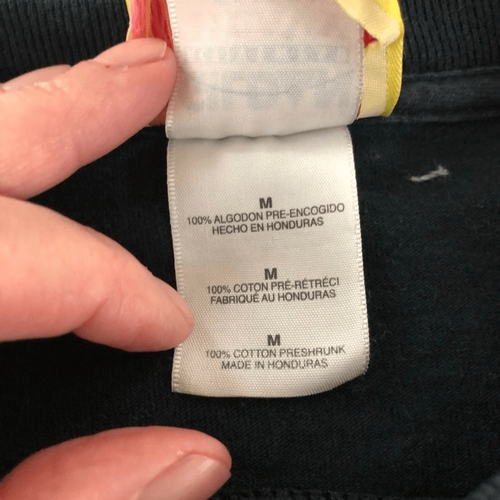 M
100% ALGODON PRE-ENCOGIDO
HECHO EN HONDURAS
M
100% COTON PRÉ-RÉTRÉCI
FABRIQUÉ AU HONDURAS
M
100% COTTON PRESHRUNK
MADE IN HONDURAS